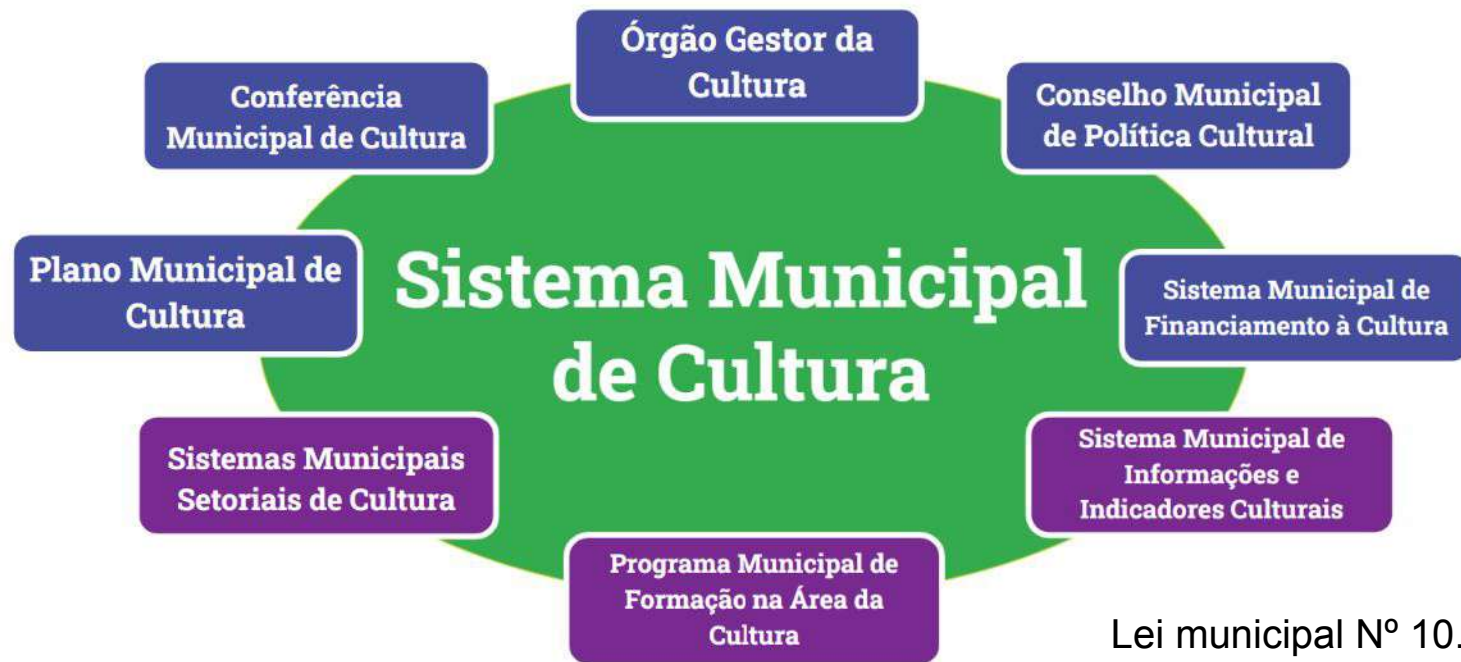 Órgão Gestor da
Cultura
Conferência
Municipal de Cultura
Conselho Municipal
de Política Cultural
Plano Municipal de
Cultura
Sistema Municipal
de Cultura
Sistema Municipal de
Financiamento à Cultura
Sistemas Municipais
Setoriais de Cultura
Sistema Municipal de
Informações e
Indicadores Culturais
Programa Municipal de
Formação na Área da
Cultura
Lei municipal Nº 10.